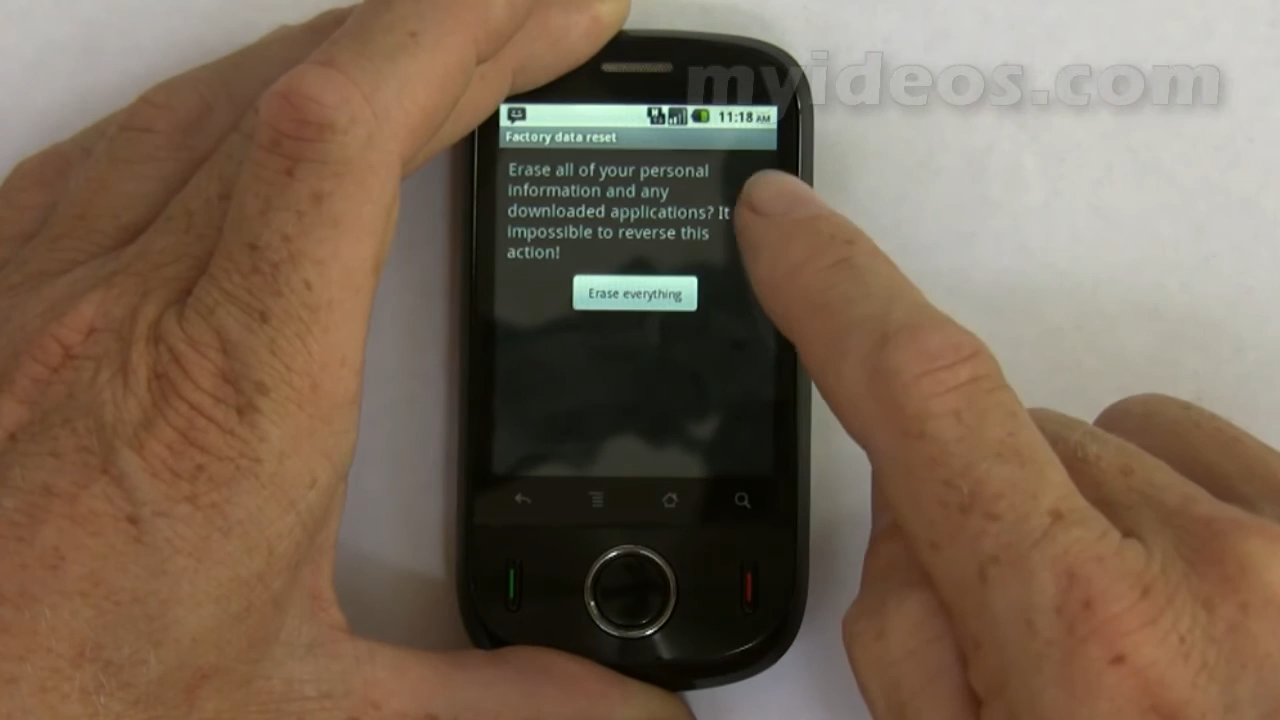 myideos.com
11:18 AM
Factory data reset
Erase all of your personal
information and any
downloaded applications? It
impossible to reverse this
action!
Erase everything